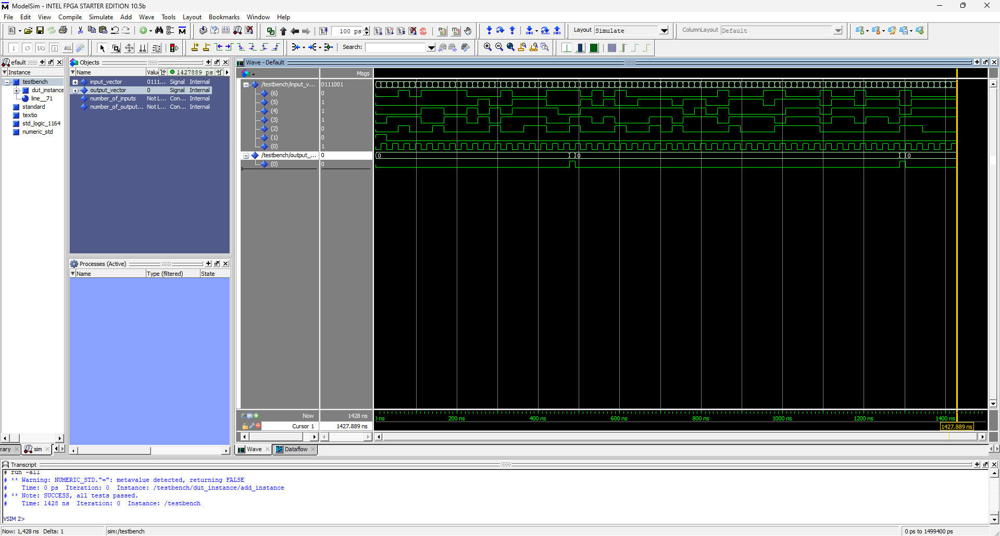 ModelSim - INTEL FPGA STARTER EDITION 10.5b
File Edit View Compile Simulate Add Wave Tools Layout Bookmarks Window Help
100 ps
Layout Simulate
ColumnLayout Default
ALL
Search:
efault
Instance
testbench
dut_instance
line__71
standard
textio
std_logic_1164
numeric_std
rary
sim
Objects
Name Valu 1427889 ps
input_vector 0111... Signal Internal
output_vector 0 Signal Internal
number_of_inputs Not L... Con... Internal
number_of_output... Not L... Con... Internal
Processes (Active)
Name Type (filtered) State
Wave - Default
Msgs
/testbench/input_v... 0111001
(6) 0
(5) 1
(4) 1
(3) 1
(2) 0
(1) 0
(0) 1
/testbench/output_... 0 0 0 0
(0) 0
Now 1428 ns
ns 200 ns 400 ns 600 ns 800 ns 1000 ns 1200 ns 1400 ns
Cursor 1 1427.889 ns
1427.889 ns
Wave
Dataflow
Transcript
# run -all
# ** Warning: NUMERIC_STD."=": metavalue detected, returning FALSE
# Time: 0 ps Iteration: 0 Instance: /testbench/dut_instance/add_instance
# ** Note: SUCCESS, all tests passed.
# Time: 1428 ns Iteration: 0 Instance: /testbench
VSIM 2>
Now: 1,428 ns Delta: 1
sim:/testbench
0 ps to 1499400 ps